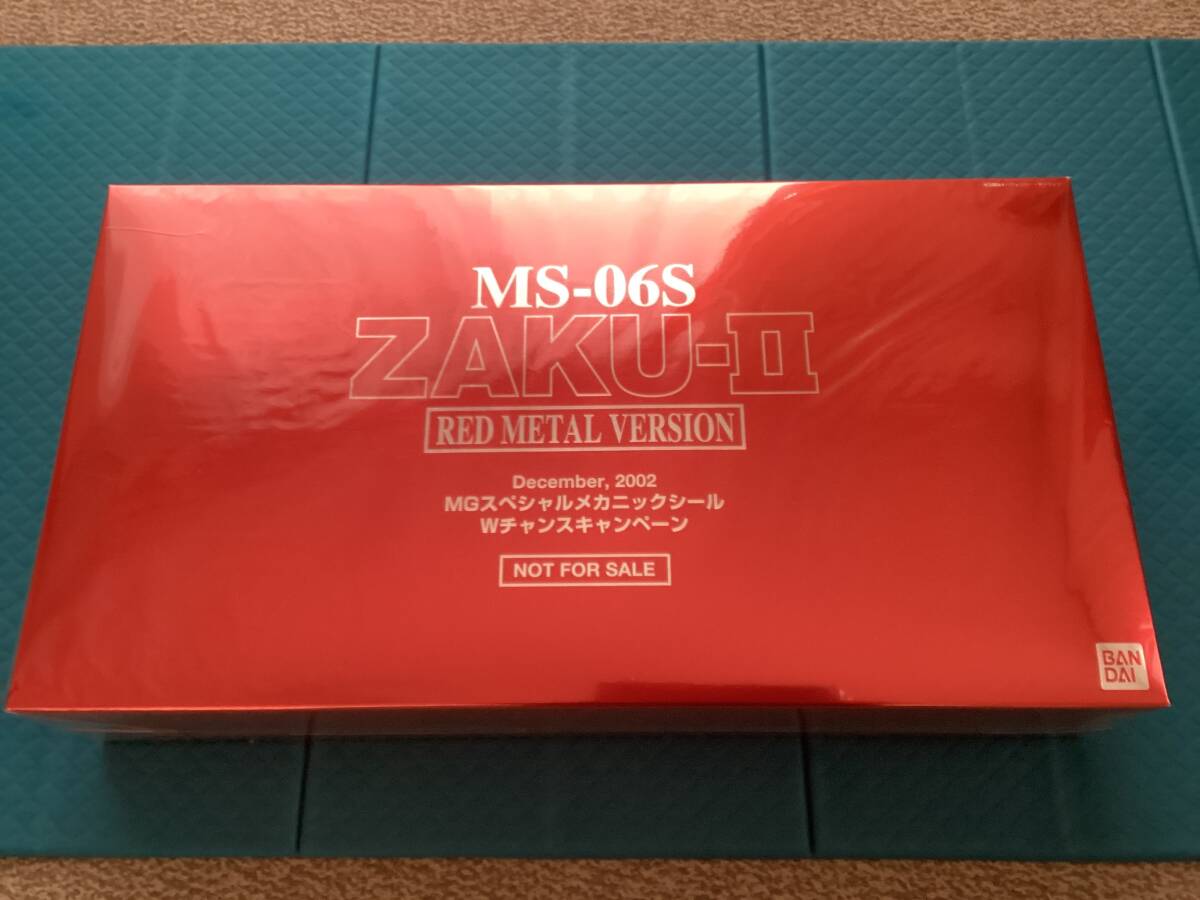 MS-06S
ZAKU-II
RED METAL VERSION
December, 2002
MGスペシャルメカニックシール
Wチャンスキャンペーン
NOT FOR SALE
BAN
DAI